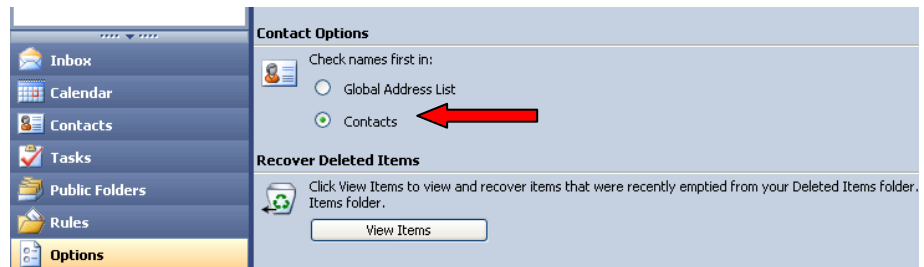 Inbox
Calendar
Contacts
Tasks
Public Folders
Rules
Options
Contact Options
Check names first in:
Global Address List
Contacts
Recover Deleted Items
Click View Items to view and recover items that were recently emptied from your Deleted Items folder.
Items folder.
View Items